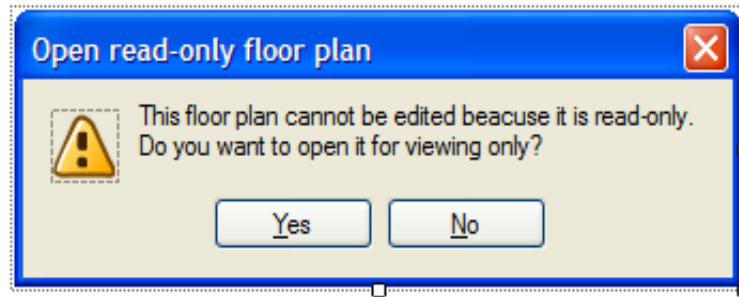 Open read-only floor plan
This floor plan cannot be edited beacuse it is read-only.
Do you want to open it for viewing only?
Yes No